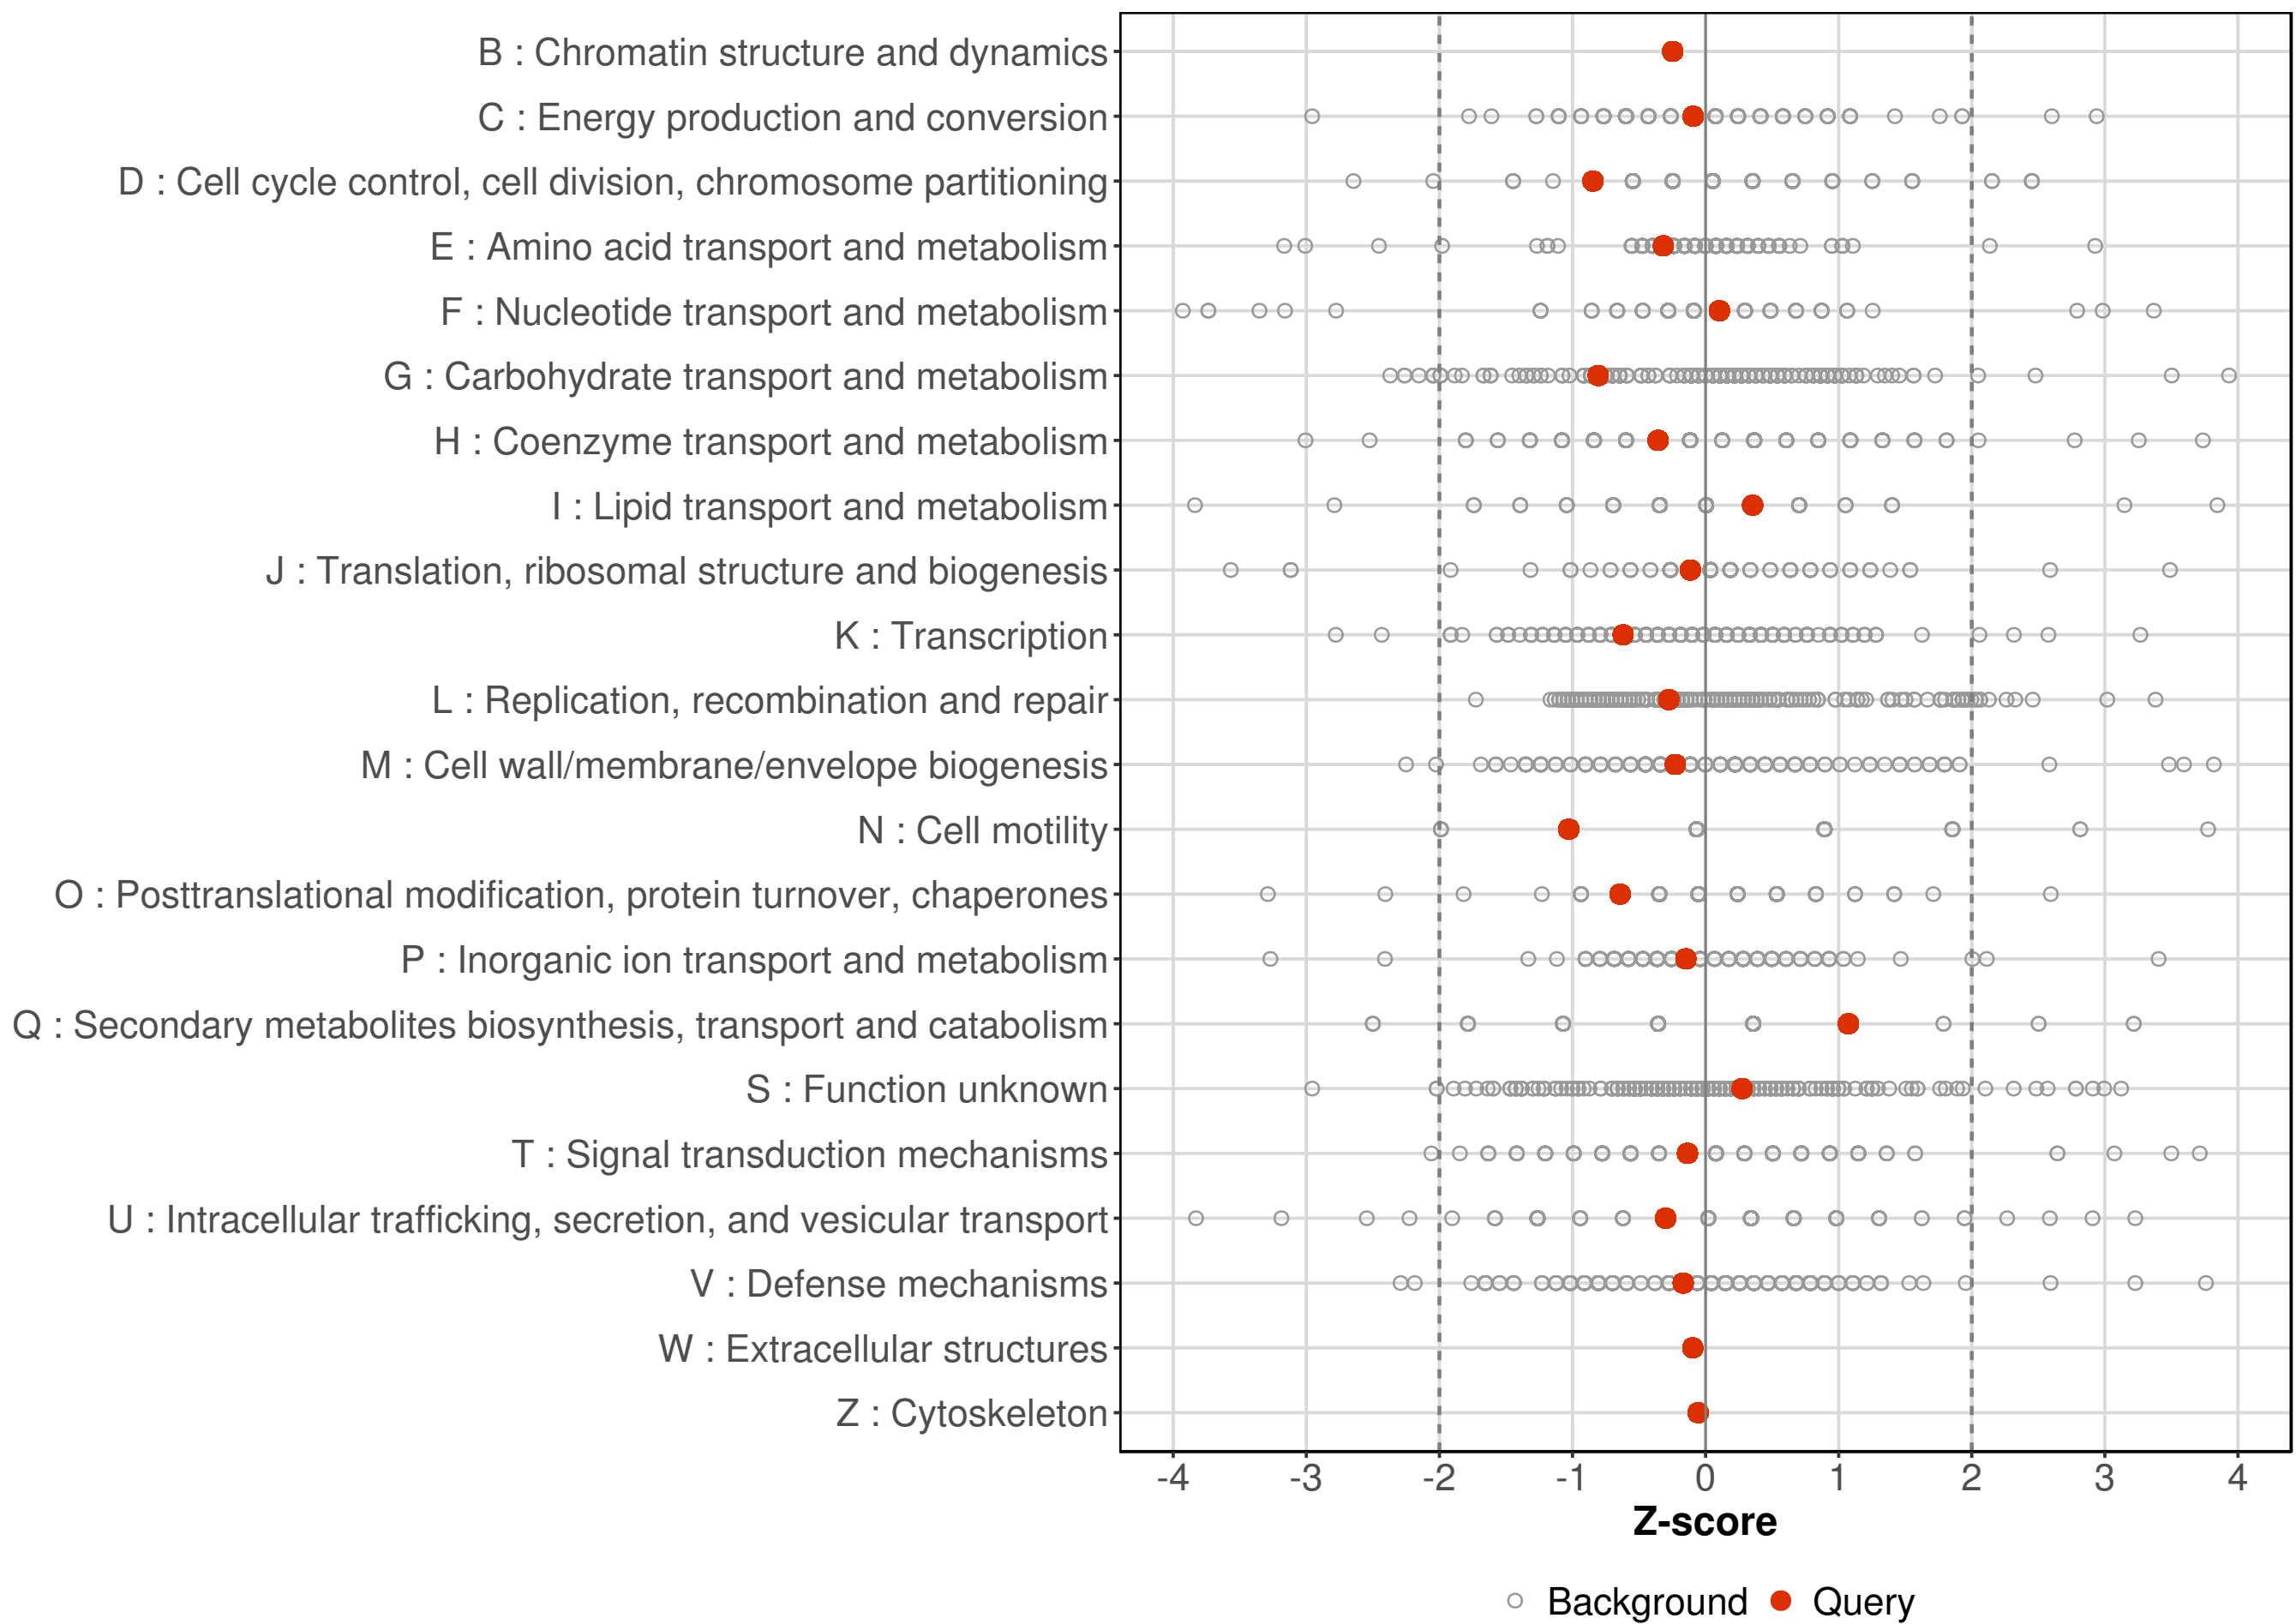 B : Chromatin structure and dynamics
C : Energy production and conversion
D : Cell cycle control, cell division, chromosome partitioning
E : Amino acid transport and metabolism
F : Nucleotide transport and metabolism
G : Carbohydrate transport and metabolism
H : Coenzyme transport and metabolism
I : Lipid transport and metabolism
J : Translation, ribosomal structure and biogenesis
K : Transcription
L : Replication, recombination and repair
M : Cell wall/membrane/envelope biogenesis
N : Cell motility
O : Posttranslational modification, protein turnover, chaperones
P : Inorganic ion transport and metabolism
Q : Secondary metabolites biosynthesis, transport and catabolism
S : Function unknown
T : Signal transduction mechanisms
U : Intracellular trafficking, secretion, and vesicular transport
V : Defense mechanisms
W : Extracellular structures
Z : Cytoskeleton
-4 -3 -2 -1 0 1 2 3 4
Z-score
Background Query